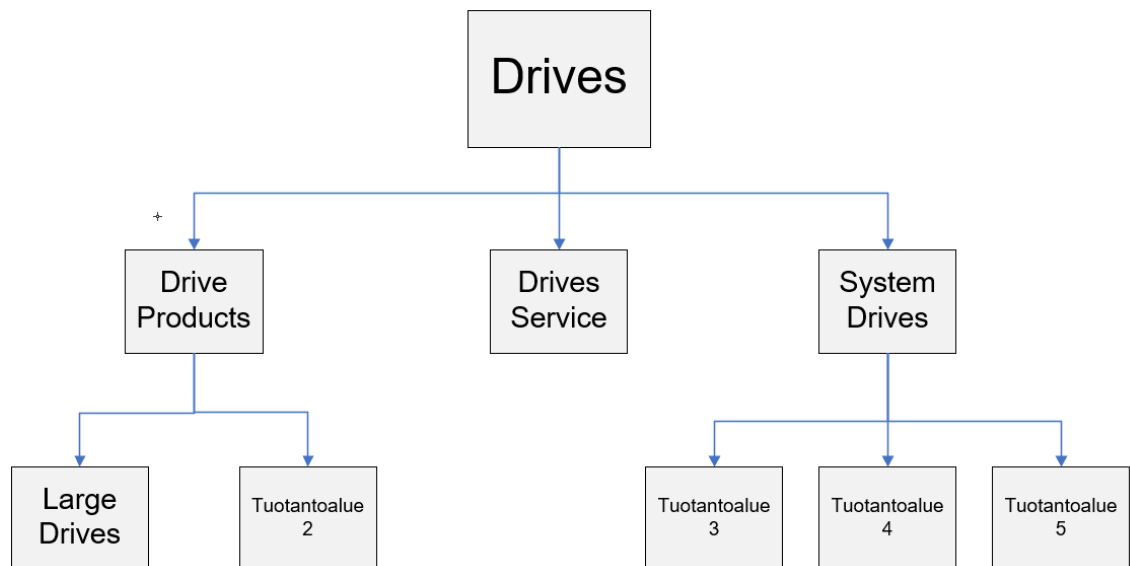 Drives
Drive
Products
Drives
Service
System
Drives
Large
Drives
Tuotantoalue
2
Tuotantoalue
3
Tuotantoalue
4
Tuotantoalue
5